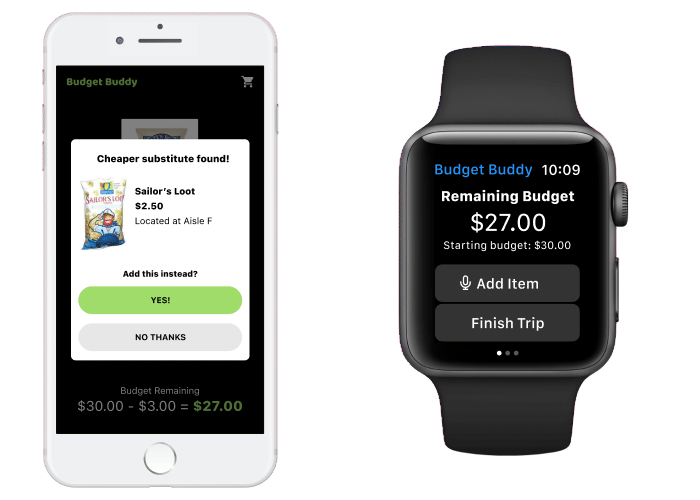 Budget Buddy
Cheaper substitute found!
SAILOR'S LOOT
Sailor's Loot
$2.50
Located at Aisle F
Add this instead?
YES!
NO THANKS
Budget Remaining
$30.00 - $3.00 = $27.00
Budget Buddy 10:09
Remaining Budget
$27.00
Starting budget: $30.00
Add Item
Finish Trip